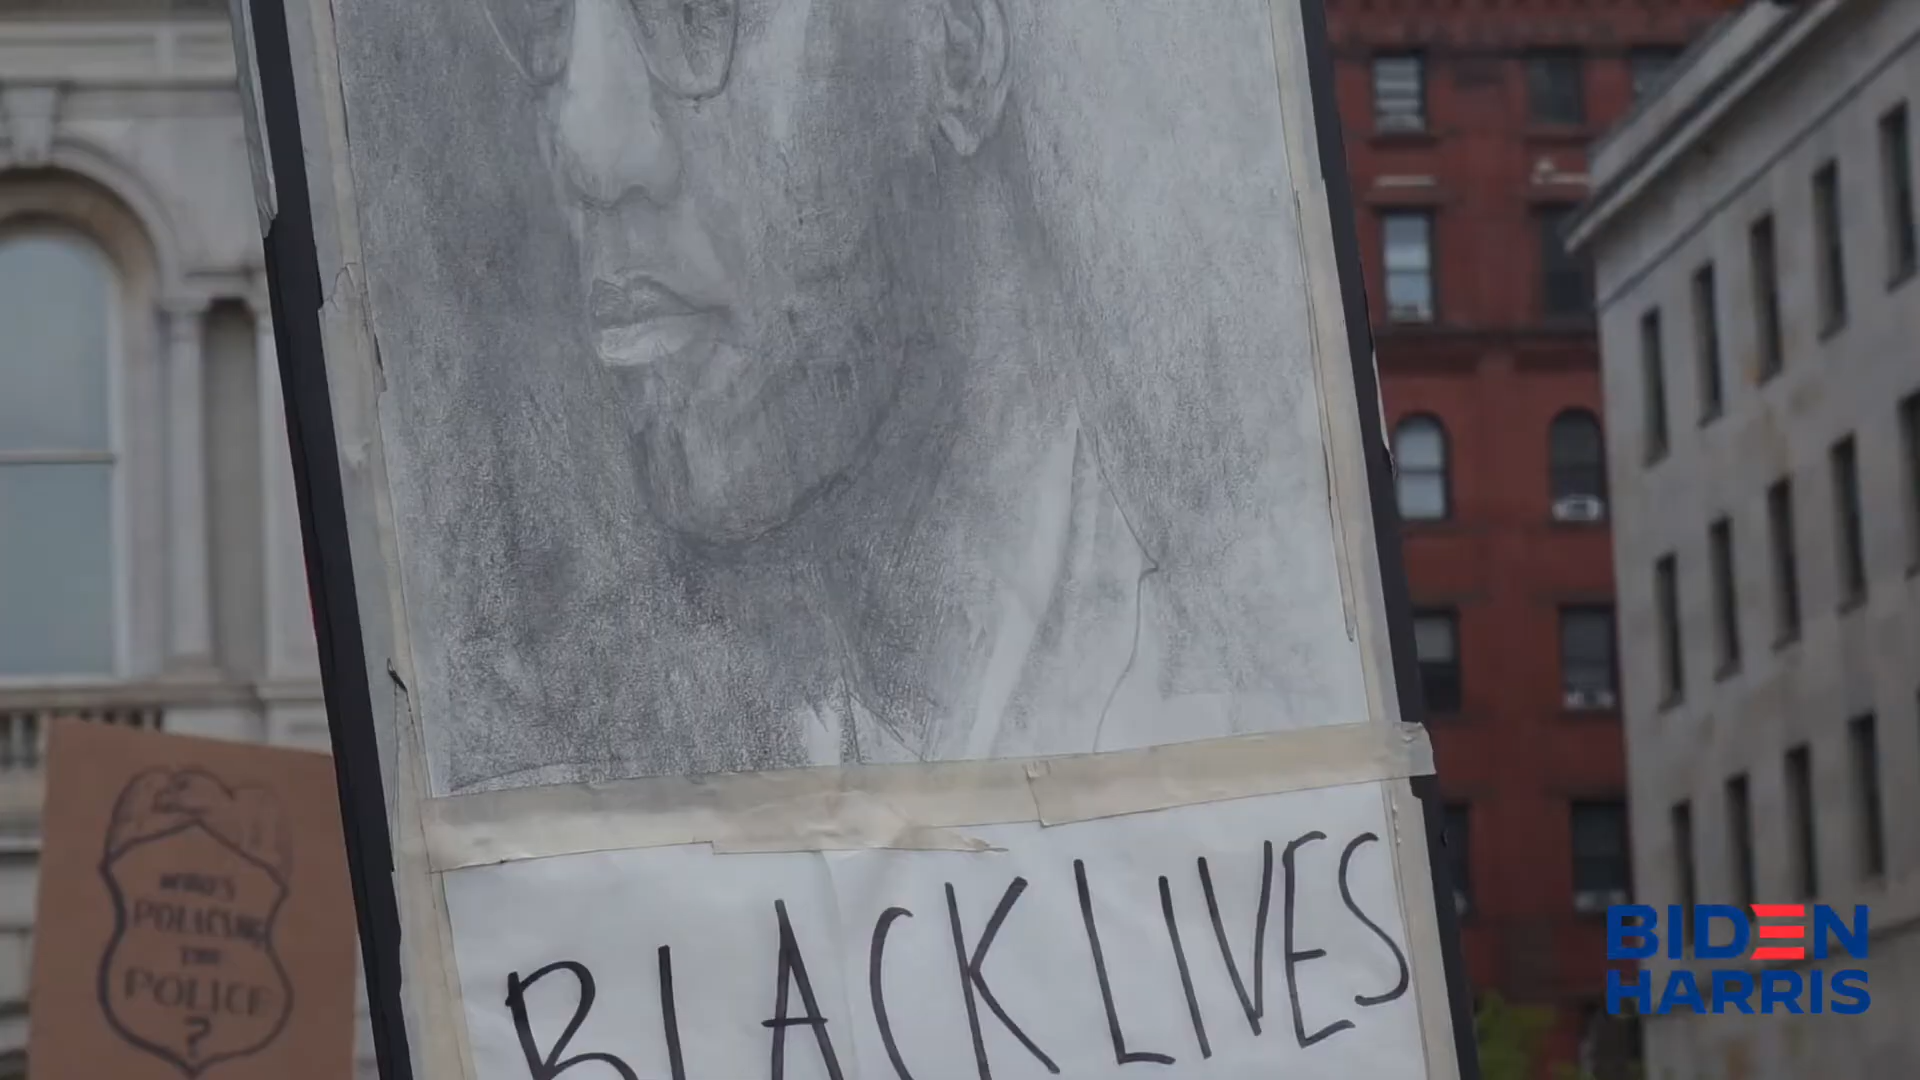 WHO'S
POLICING
THE
POLICE
?
BLACK LIVES
BIDEN
HARRIS